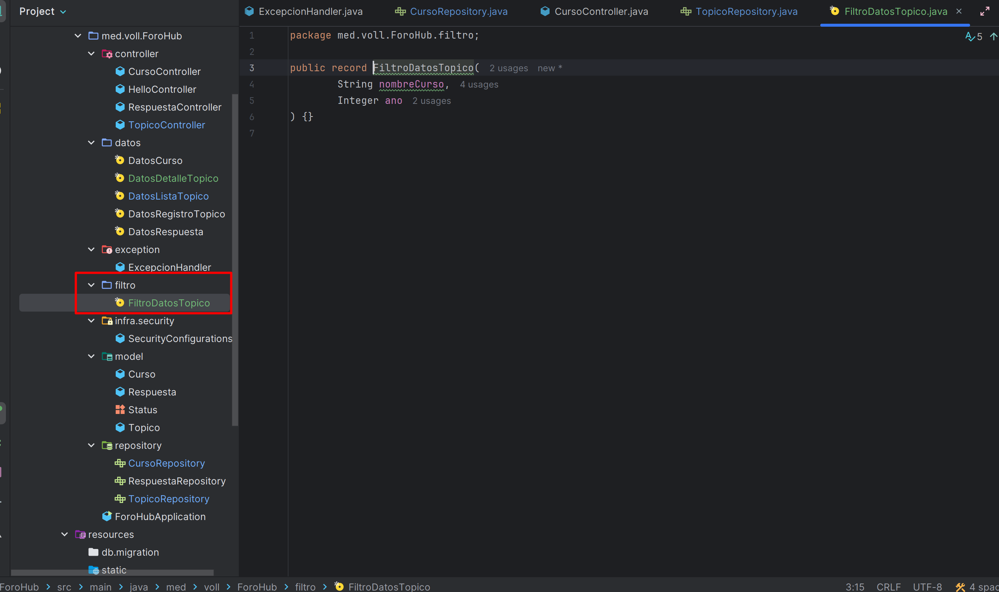 Project
ExcepcionHandler.java CursoRepository.java CursoController.java TopicoRepository.java FiltroDatosTopico.java
med.voll.ForoHub
controller
CursoController
HelloController
RespuestaController
TopicoController
datos
DatosCurso
DatosDetalleTopico
DatosListaTopico
DatosRegistroTopico
DatosRespuesta
exception
ExcepcionHandler
filtro
FiltroDatosTopico
infra.security
SecurityConfigurations
model
Curso
Respuesta
Status
Topico
repository
CursoRepository
RespuestaRepository
TopicoRepository
ForoHubApplication
resources
db.migration
static
1 package med.voll.ForoHub.filtro;
5
2
3 public record FiltroDatosTopico( 2 usages new *
4 String nombreCurso, 4 usages
5 Integer ano 2 usages
6 ) {}
7
ForoHub > src > main > java > med > voll > ForoHub > filtro > FiltroDatosTopico
3:15 CRLF UTF-8 4